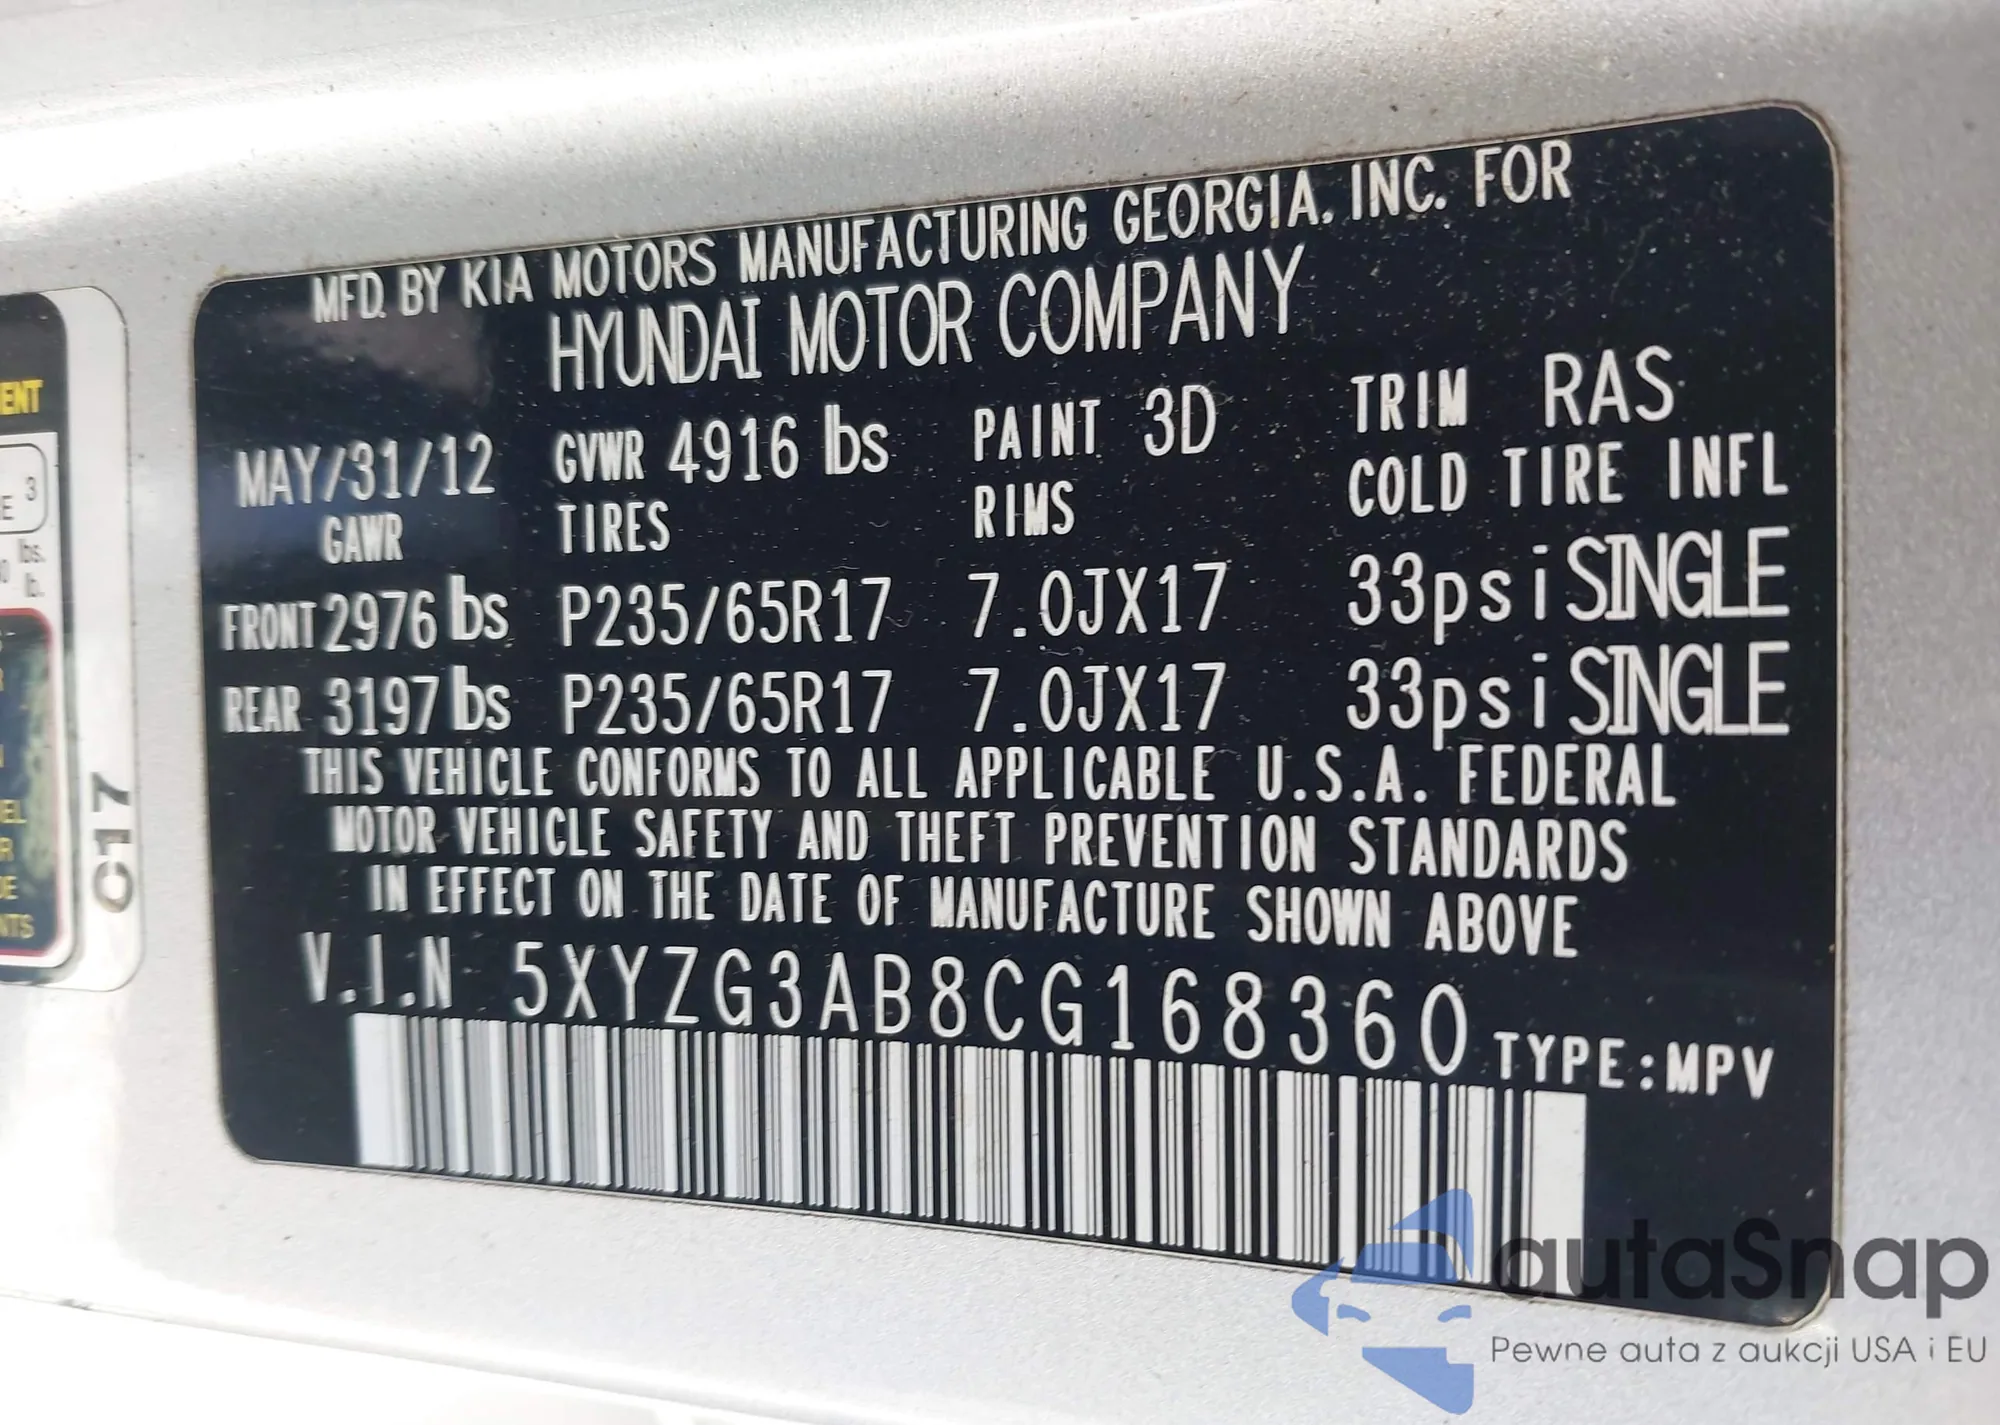 MFD. BY KIA MOTORS MANUFACTURING GEORGIA. INC. FOR
HYUNDAI MOTOR COMPANY
MAY/31/12 GVWR 4916 lbs PAINT 3D TRIM RAS
GAWR TIRES RIMS COLD TIRE INFL
FRONT 2976 lbs P235/65R17 7.0JX17 33psi SINGLE
REAR 3197 lbs P235/65R17 7.0JX17 33psi SINGLE
THIS VEHICLE CONFORMS TO ALL APPLICABLE U.S.A. FEDERAL
MOTOR VEHICLE SAFETY AND THEFT PREVENTION STANDARDS
IN EFFECT ON THE DATE OF MANUFACTURE SHOWN ABOVE
V.I.N 5XYZG3AB8CG168360 TYPE:MPV
C17
3
lbs.
lb.
autaSnap
Pewne auta z aukcji USA i EU